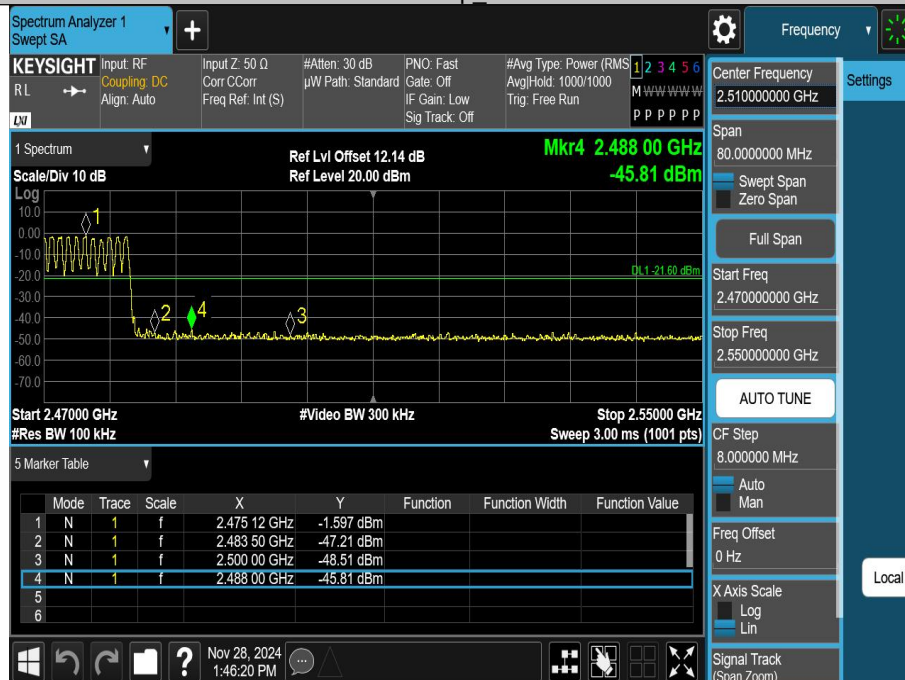 Spectrum Analyzer 1
Swept SA
+
Frequency
KEYSIGHT
RL
LXI
Input: RF
Coupling: DC
Align: Auto
Input Z: 50 Ω
Corr CCorr
Freq Ref: Int (S)
#Atten: 30 dB
µW Path: Standard
PNO: Fast
Gate: Off
IF Gain: Low
Sig Track: Off
#Avg Type: Power (RMS
Avg|Hold: 1000/1000
Trig: Free Run
1 2 3 4 5 6
M W W W W W
P P P P P P
1 Spectrum
Scale/Div 10 dB
Ref Lvl Offset 12.14 dB
Ref Level 20.00 dBm
Mkr4 2.488 00 GHz
-45.81 dBm
Log
10.0
0.00
-10.0
-20.0
-30.0
-40.0
-50.0
-60.0
-70.0
1
2
4
3
DL1 -21.60 dBm
Start 2.47000 GHz
#Video BW 300 kHz
Stop 2.55000 GHz
#Res BW 100 kHz
Sweep 3.00 ms (1001 pts)
5 Marker Table
Mode Trace Scale X Y Function Function Width Function Value
1 N 1 f 2.475 12 GHz -1.597 dBm
2 N 1 f 2.483 50 GHz -47.21 dBm
3 N 1 f 2.500 00 GHz -48.51 dBm
4 N 1 f 2.488 00 GHz -45.81 dBm
5
6
?
Nov 28, 2024
1:46:20 PM
Center Frequency
2.510000000 GHz
Settings
Span
80.0000000 MHz
Swept Span
Zero Span
Full Span
Start Freq
2.470000000 GHz
Stop Freq
2.550000000 GHz
AUTO TUNE
CF Step
8.000000 MHz
Auto
Man
Freq Offset
0 Hz
Local
X Axis Scale
Log
Lin
Signal Track
(Span Zoom)